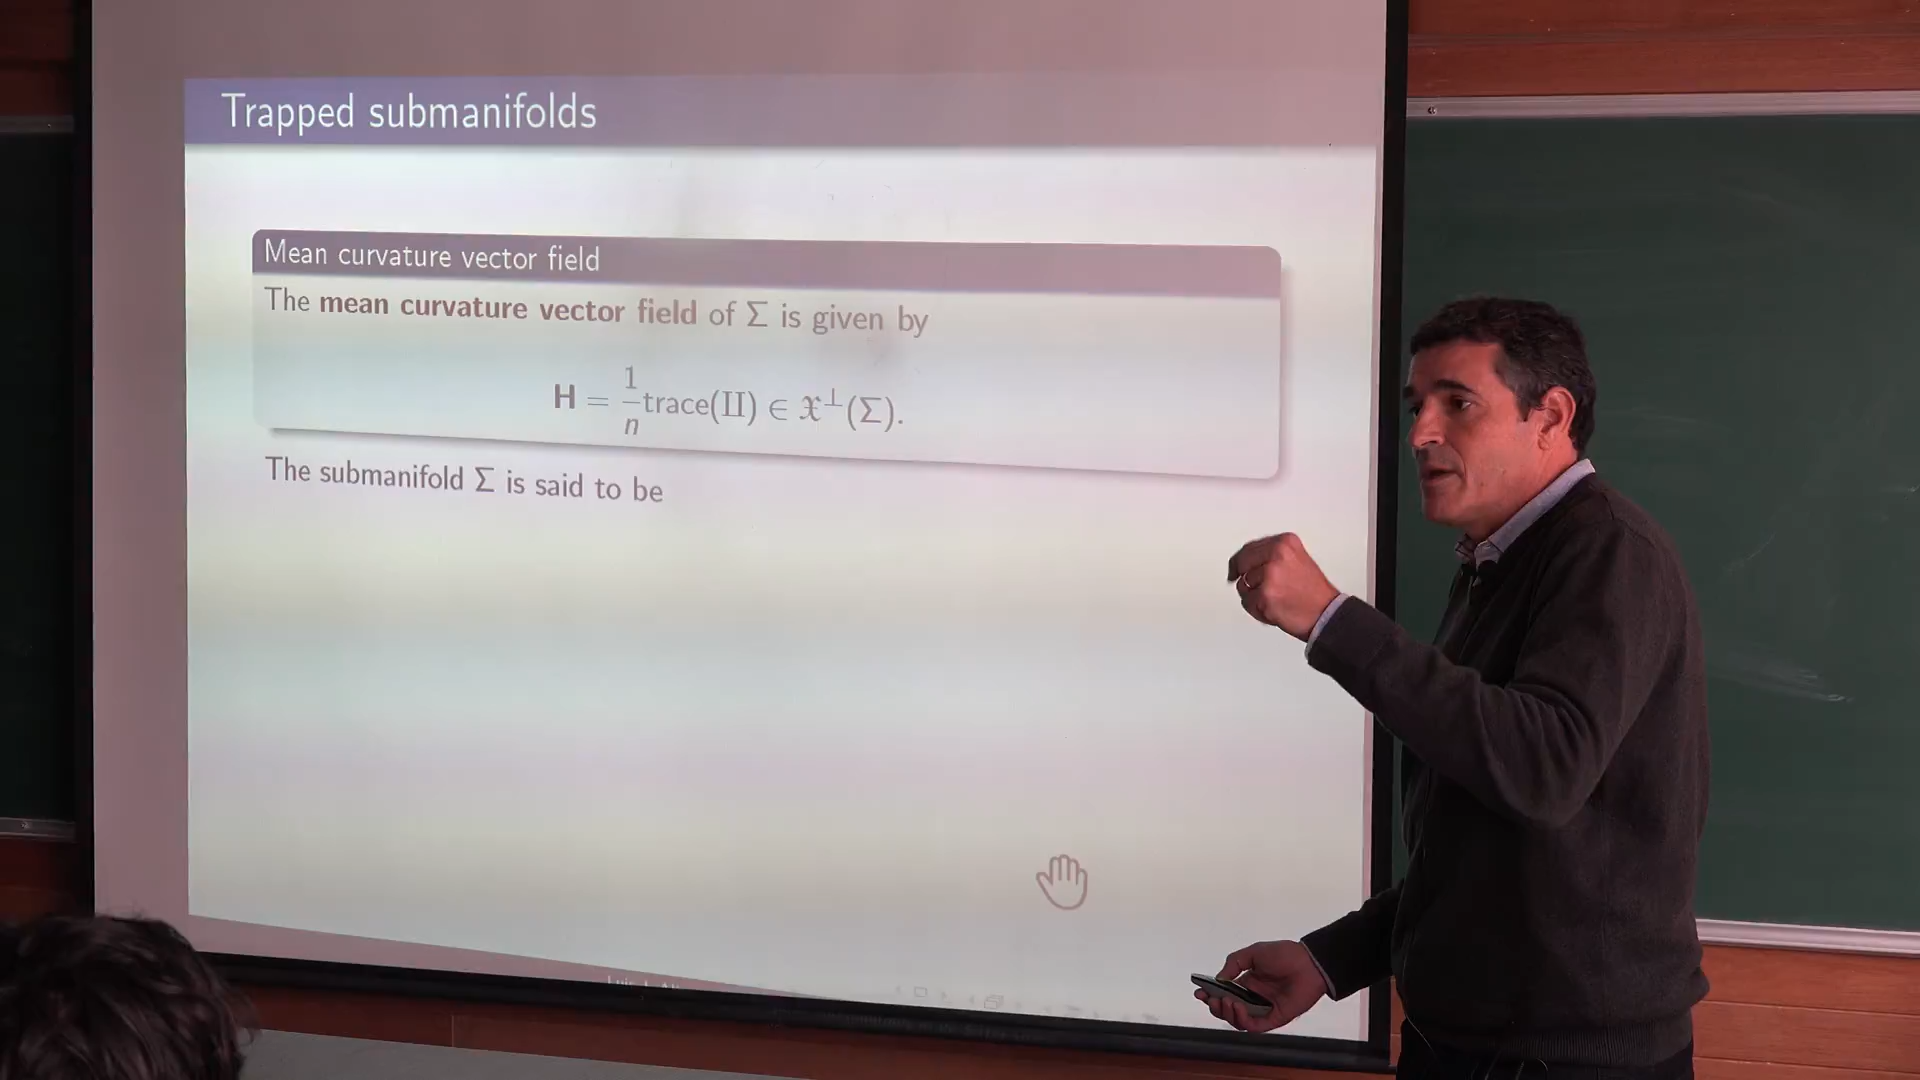 Trapped submanifolds
Mean curvature vector field
The mean curvature vector field of Σ is given by
H = 1/n trace(II) ∈ 𝔛⊥(Σ).
The submanifold Σ is said to be